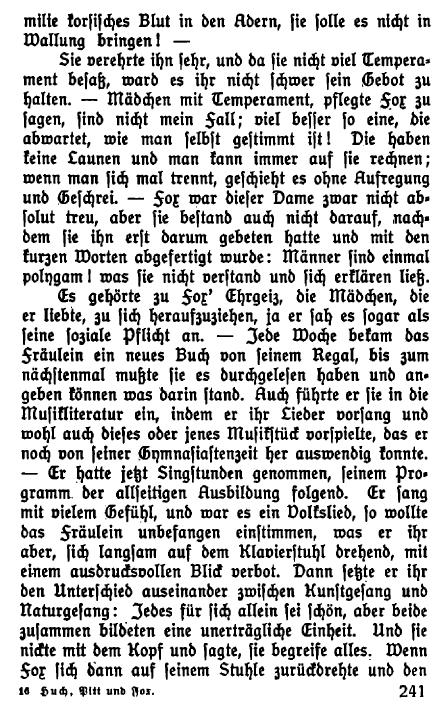 milie korsisches Blut in den Adern, sie solle es nicht in
Wallung bringen! —
Sie verehrte ihn sehr, und da sie nicht viel Tempera-
ment besaß, ward es ihr nicht schwer sein Gebot zu
halten. — Mädchen mit Temperament, pflegte Fox zu
sagen, sind nicht mein Fall; viel besser so eine, die
abwartet, wie man selbst gestimmt ist! Die haben
keine Launen und man kann immer auf sie rechnen;
wenn man sich mal trennt, geschieht es ohne Aufregung
und Geschrei. — Fox war dieser Dame zwar nicht ab-
solut treu, aber sie bestand auch nicht darauf, nach-
dem sie ihn erst darum gebeten hatte und mit den
kurzen Worten abgefertigt wurde: Männer sind einmal
polygam! was sie nicht verstand und sich erklären ließ.
Es gehörte zu Fox' Ehrgeiz, die Mädchen, die
er liebte, zu sich heraufzuziehen, ja er sah es sogar als
seine soziale Pflicht an. — Jede Woche bekam das
Fräulein ein neues Buch von seinem Regal, bis zum
nächstenmal mußte sie es durchgelesen haben und an-
geben können was darin stand. Auch führte er sie in die
Musikliteratur ein, indem er ihr Lieder vorsang und
wohl auch dieses oder jenes Musikstück vorspielte, das er
noch von seiner Gymnasiastenzeit her auswendig konnte.
— Er hatte jetzt Singstunden genommen, seinem Pro-
gramm der allseitigen Ausbildung folgend. Er sang
mit vielem Gefühl, und war es ein Volkslied, so wollte
das Fräulein unbefangen einstimmen, was er ihr
aber, sich langsam auf dem Klavierstuhl drehend, mit
einem ausdrucksvollen Blick verbot. Dann setzte er ihr
den Unterschied auseinander zwischen Kunstgesang und
Naturgesang: Jedes für sich allein sei schön, aber beide
zusammen bildeten eine unerträgliche Einheit. Und sie
nickte mit dem Kopf und sagte, sie begreife alles. Wenn
Fox sich dann auf seinem Stuhle zurückdrehte und den
16 Huch, Pitt und Fox.
241